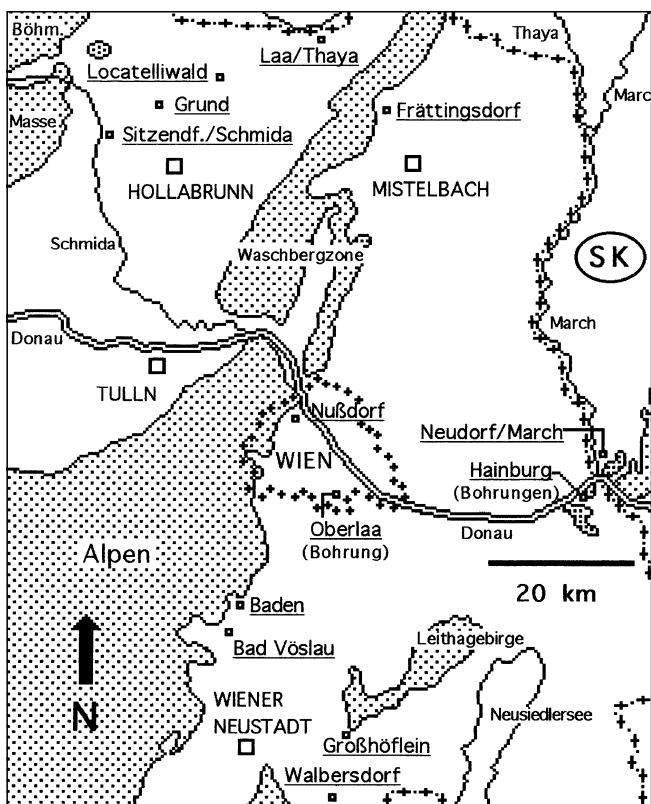 Böhm.
Thaya
Laa/Thaya
Locatelliwald
Marc
Grund
Frättingsdorf
Masse
Sitzendf./Schmida
HOLLABRUNN
MISTELBACH
Schmida
Waschbergzone
SK
March
Donau
TULLN
Nußdorf
Neudorf/March
WIEN
Hainburg
(Bohrungen)
Oberlaa
(Bohrung)
Donau
Alpen
20 km
Baden
Bad Vöslau
Leithagebirge
WIENER
NEUSTADT
Neusiedlersee
N
Großhöflein
Walbersdorf